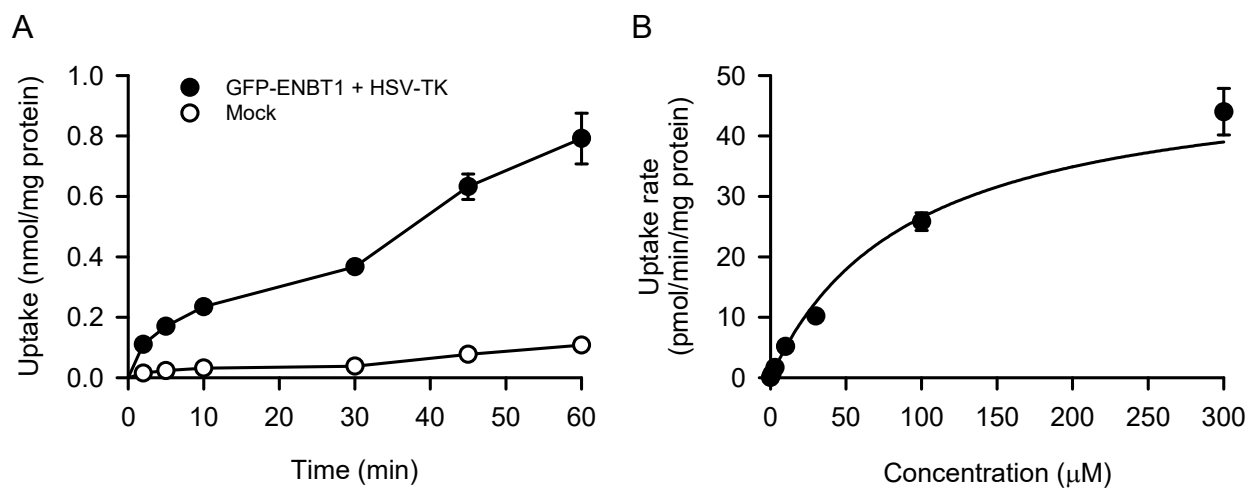 A
Uptake (nmol/mg protein)
1.0
0.8
0.6
0.4
0.2
0.0
GFP-ENBT1 + HSV-TK
Mock
0 10 20 30 40 50 60
Time (min)
B
Uptake rate
(pmol/min/mg protein)
50
40
30
20
10
0
0 50 100 150 200 250 300
Concentration (μM)